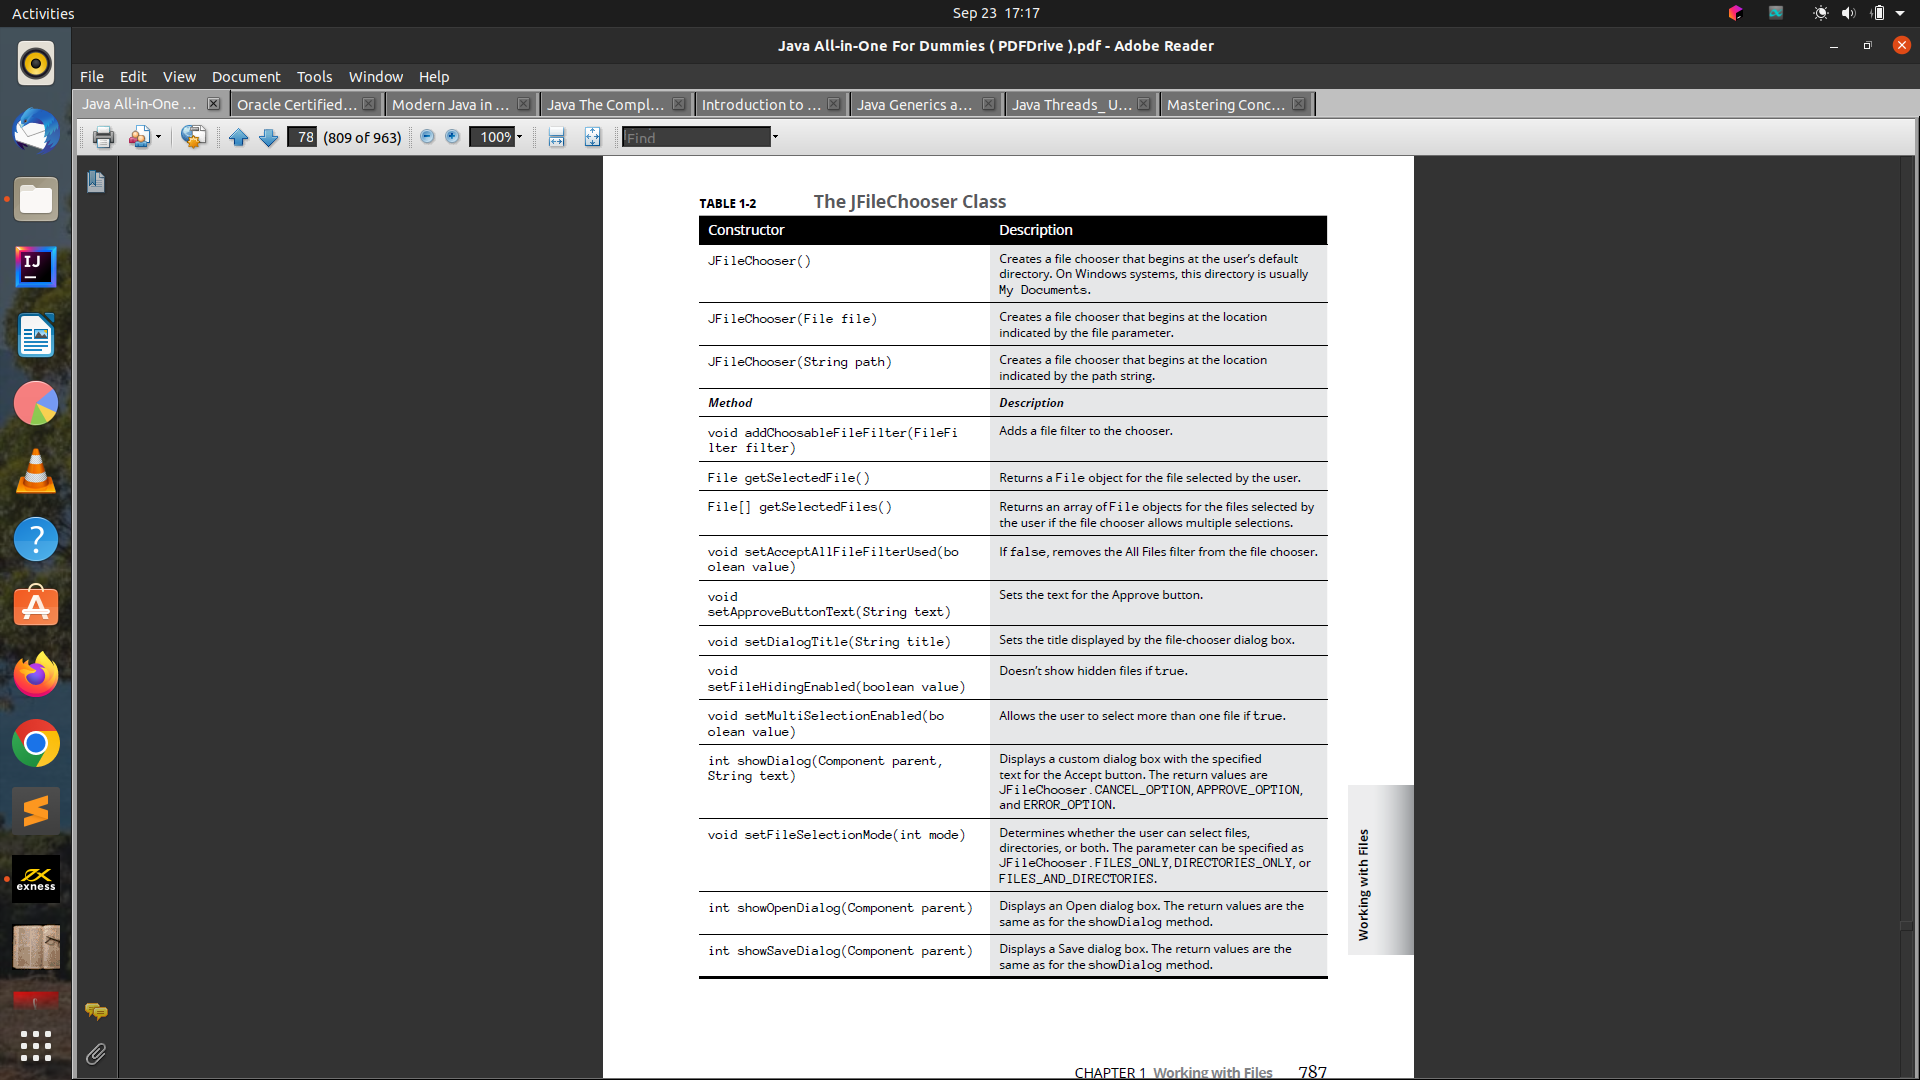 Activities
Sep 23 17:17
Java All-in-One For Dummies ( PDFDrive ).pdf - Adobe Reader
File Edit View Document Tools Window Help
Java All-in-One ... Oracle Certified... Modern Java in ... Java The Compl... Introduction to ... Java Generics a... Java Threads_ U... Mastering Conc...
78 (809 of 963) 100% Find
TABLE 1-2 The JFileChooser Class
Constructor Description
JFileChooser() Creates a file chooser that begins at the user's default
directory. On Windows systems, this directory is usually
My Documents.
JFileChooser(File file) Creates a file chooser that begins at the location
indicated by the file parameter.
JFileChooser(String path) Creates a file chooser that begins at the location
indicated by the path string.
Method Description
void addChoosableFileFilter(FileFi Adds a file filter to the chooser.
lter filter)
File getSelectedFile() Returns a File object for the file selected by the user.
File[] getSelectedFiles() Returns an array of File objects for the files selected by
the user if the file chooser allows multiple selections.
void setAcceptAllFileFilterUsed(bo If false, removes the All Files filter from the file chooser.
olean value)
void Sets the text for the Approve button.
setApproveButtonText(String text)
void setDialogTitle(String title) Sets the title displayed by the file-chooser dialog box.
void Doesn't show hidden files if true.
setFileHidingEnabled(boolean value)
void setMultiSelectionEnabled(bo Allows the user to select more than one file if true.
olean value)
int showDialog(Component parent, Displays a custom dialog box with the specified
String text) text for the Accept button. The return values are
JFileChooser.CANCEL_OPTION, APPROVE_OPTION,
and ERROR_OPTION.
void setFileSelectionMode(int mode) Determines whether the user can select files,
directories, or both. The parameter can be specified as
JFileChooser.FILES_ONLY, DIRECTORIES_ONLY, or
FILES_AND_DIRECTORIES.
int showOpenDialog(Component parent) Displays an Open dialog box. The return values are the
same as for the showDialog method.
int showSaveDialog(Component parent) Displays a Save dialog box. The return values are the
same as for the showDialog method.
Working with Files
CHAPTER 1 Working with Files 787
IJ
?
exness